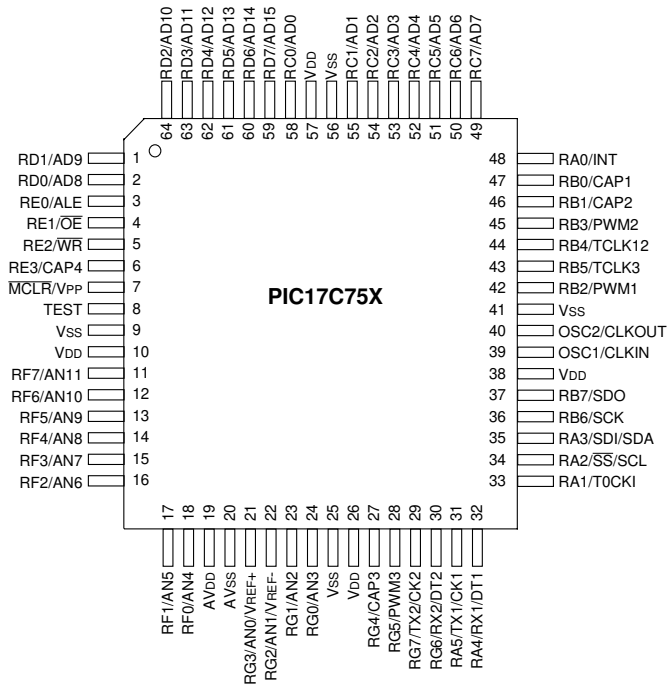 RD2/AD10
RD3/AD11
RD4/AD12
RD5/AD13
RD6/AD14
RD7/AD15
RC0/AD0
VDD
VSS
RC1/AD1
RC2/AD2
RC3/AD3
RC4/AD4
RC5/AD5
RC6/AD6
RC7/AD7
64 63 62 61 60 59 58 57 56 55 54 53 52 51 50 49
RD1/AD9 1
RD0/AD8 2
RE0/ALE 3
RE1/O̅E̅ 4
RE2/W̅R̅ 5
RE3/CAP4 6
M̅C̅L̅R̅/VPP 7
TEST 8
VSS 9
VDD 10
RF7/AN11 11
RF6/AN10 12
RF5/AN9 13
RF4/AN8 14
RF3/AN7 15
RF2/AN6 16
PIC17C75X
48 RA0/INT
47 RB0/CAP1
46 RB1/CAP2
45 RB3/PWM2
44 RB4/TCLK12
43 RB5/TCLK3
42 RB2/PWM1
41 VSS
40 OSC2/CLKOUT
39 OSC1/CLKIN
38 VDD
37 RB7/SDO
36 RB6/SCK
35 RA3/SDI/SDA
34 RA2/S̅S̅/SCL
33 RA1/T0CKI
17 18 19 20 21 22 23 24 25 26 27 28 29 30 31 32
RF1/AN5
RF0/AN4
AVDD
AVSS
RG3/AN0/VREF+
RG2/AN1/VREF-
RG1/AN2
RG0/AN3
VSS
VDD
RG4/CAP3
RG5/PWM3
RG7/TX2/CK2
RG6/RX2/DT2
RA5/TX1/CK1
RA4/RX1/DT1